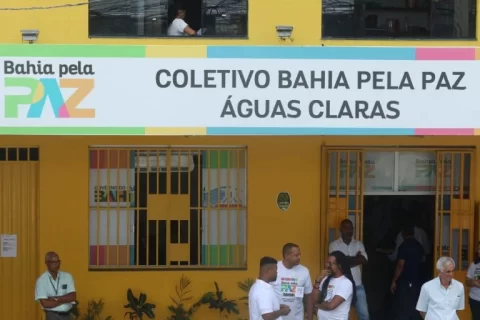 Bahia pela
PAZ
COLETIVO BAHIA PELA PAZ
ÁGUAS CLARAS